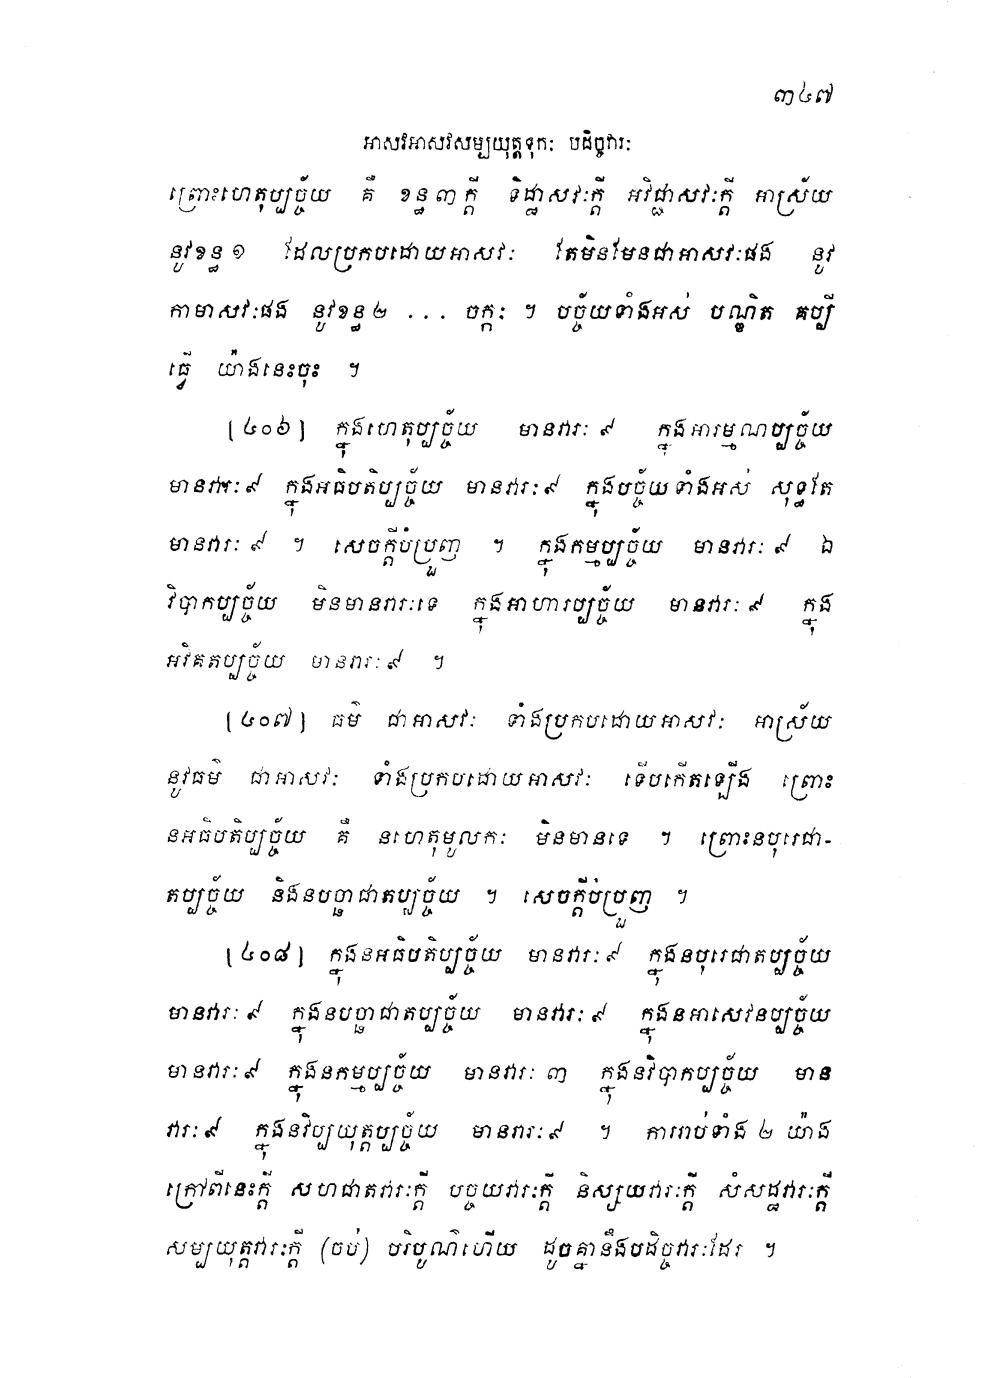 ៣៤៧
អាសវអាសវសម្បយុត្តទុកៈ បដិច្ចវារៈ
ព្រោះហេតុប្បច្ច័យ គឺ ខន្ធ៣ក្តី ទិដ្ឋាសវៈក្តី អវិជ្ជាសវៈក្តី អាស្រ័យ
នូវខន្ធ១ ដែលប្រកបដោយអាសវៈ តែមិនមែនជាអាសវៈផង នូវ
កាមាសវៈផង នូវខន្ធ២ ... ចក្កៈ ។ បច្ច័យទាំងអស់ បណ្ឌិត គប្បី
ធ្វើ យ៉ាងនេះចុះ ។
[៤០៦] ក្នុងហេតុប្បច្ច័យ មានវារៈ៩ ក្នុងអារម្មណប្បច្ច័យ
មានវារៈ៩ ក្នុងអធិបតិប្បច្ច័យ មានវារៈ៩ ក្នុងបច្ច័យទាំងអស់ សុទ្ធតែ
មានវារៈ៩ ។ សេចក្តីបំប្រួញ ។ ក្នុងកម្មប្បច្ច័យ មានវារៈ៩ ឯ
វិបាកប្បច្ច័យ មិនមានវារៈទេ ក្នុងអាហារប្បច្ច័យ មានវារៈ៩ ក្នុង
អវិគតប្បច្ច័យ មានវារៈ៩ ។
[៤០៧] ធម៌ ជាអាសវៈ ទាំងប្រកបដោយអាសវៈ អាស្រ័យ
នូវធម៌ ជាអាសវៈ ទាំងប្រកបដោយអាសវៈ ទើបកើតឡើង ព្រោះ
នអធិបតិប្បច្ច័យ គឺ នហេតុមូលកៈ មិនមានទេ ។ ព្រោះនបុរេជា-
តប្បច្ច័យ និងនបច្ឆាជាតប្បច្ច័យ ។ សេចក្តីបំប្រួញ ។
[៤០៨] ក្នុងនអធិបតិប្បច្ច័យ មានវារៈ៩ ក្នុងនបុរេជាតប្បច្ច័យ
មានវារៈ៩ ក្នុងនបច្ឆាជាតប្បច្ច័យ មានវារៈ៩ ក្នុងនអាសេវនប្បច្ច័យ
មានវារៈ៩ ក្នុងនកម្មប្បច្ច័យ មានវារៈ៣ ក្នុងនវិបាកប្បច្ច័យ មាន
វារៈ៩ ក្នុងនវិប្បយុត្តប្បច្ច័យ មានវារៈ៩ ។ ការរាប់ទាំង២យ៉ាង
ក្រៅពីនេះក្តី សហជាតវារៈក្តី បច្ចយវារៈក្តី និស្សយវារៈក្តី សំសដ្ឋវារៈក្តី
សម្បយុត្តវារៈក្តី (ចប់) បរិបូណ៌ហើយ ដូចគ្នានឹងបដិច្ចវារៈដែរ ។